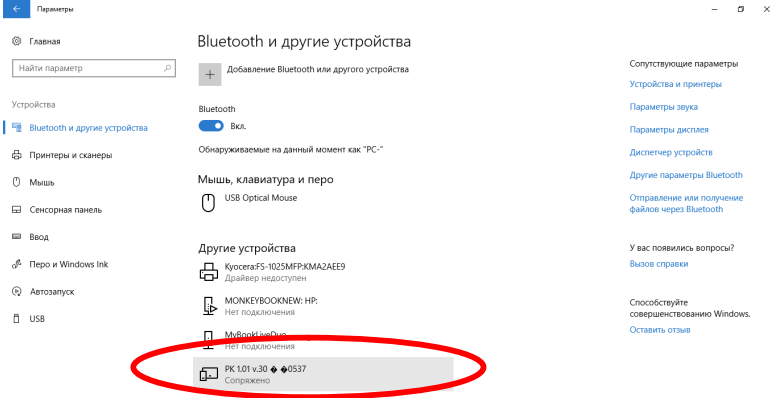 Параметры
Главная
Найти параметр
Устройства
Bluetooth и другие устройства
Принтеры и сканеры
Мышь
Сенсорная панель
Ввод
Перо и Windows Ink
Автозапуск
USB
Bluetooth и другие устройства
Добавление Bluetooth или другого устройства
Bluetooth
Вкл.
Обнаруживаемые на данный момент как "PC-"
Мышь, клавиатура и перо
USB Optical Mouse
Другие устройства
Kyocera:FS-1025MFP:KMA2AEE9
Драйвер недоступен
MONKEYBOOKNEW: HP:
Нет подключения
MyBookLiveDuo
Нет подключения
РК 1.01 v.30 � �0537
Сопряжено
Сопутствующие параметры
Устройства и принтеры
Параметры звука
Параметры дисплея
Диспетчер устройств
Другие параметры Bluetooth
Отправление или получение
файлов через Bluetooth
У вас появились вопросы?
Вызов справки
Способствуйте
совершенствованию Windows.
Оставить отзыв